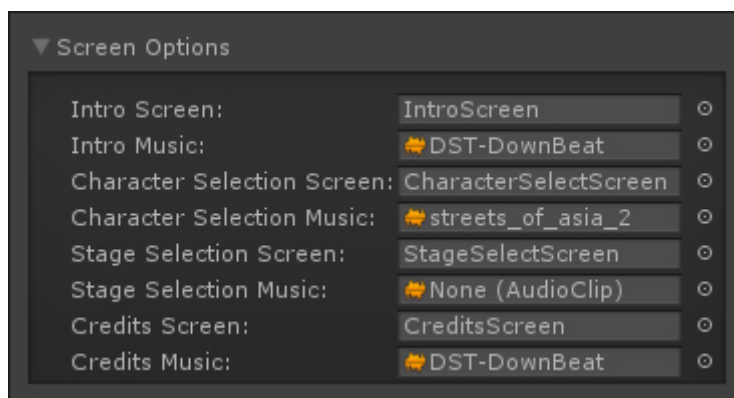 Screen Options
Intro Screen: IntroScreen
Intro Music: DST-DownBeat
Character Selection Screen: CharacterSelectScreen
Character Selection Music: streets_of_asia_2
Stage Selection Screen: StageSelectScreen
Stage Selection Music: None (AudioClip)
Credits Screen: CreditsScreen
Credits Music: DST-DownBeat